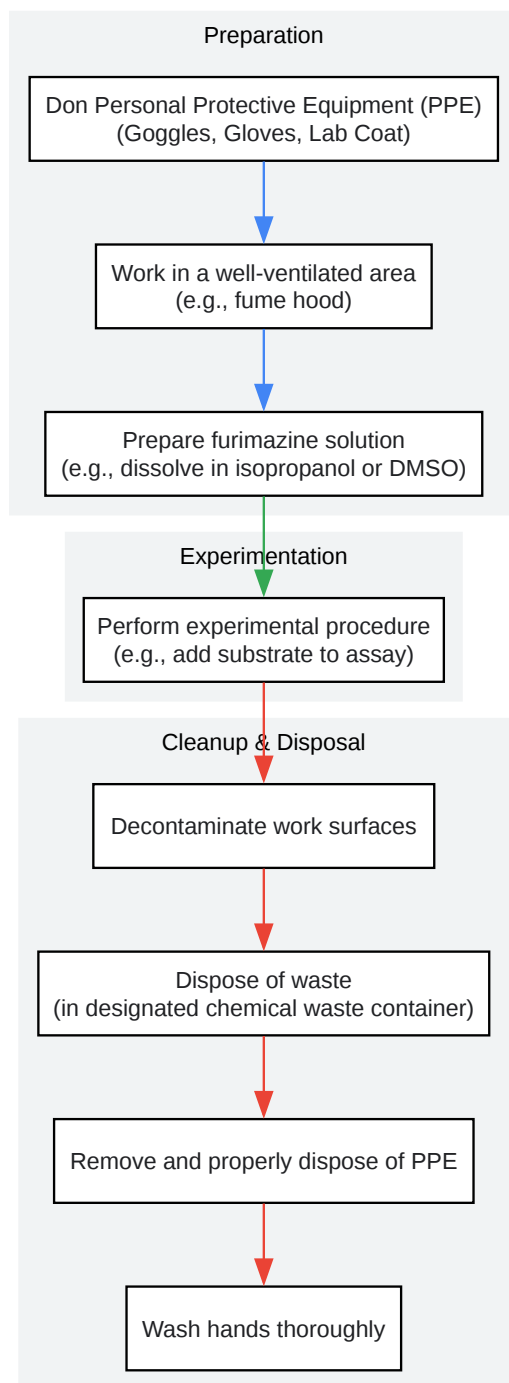 Preparation
Don Personal Protective Equipment (PPE)
(Goggles, Gloves, Lab Coat)
Work in a well-ventilated area
(e.g., fume hood)
Prepare furimazine solution
(e.g., dissolve in isopropanol or DMSO)
Experimentation
Perform experimental procedure
(e.g., add substrate to assay)
Cleanup & Disposal
Decontaminate work surfaces
Dispose of waste
(in designated chemical waste container)
Remove and properly dispose of PPE
Wash hands thoroughly